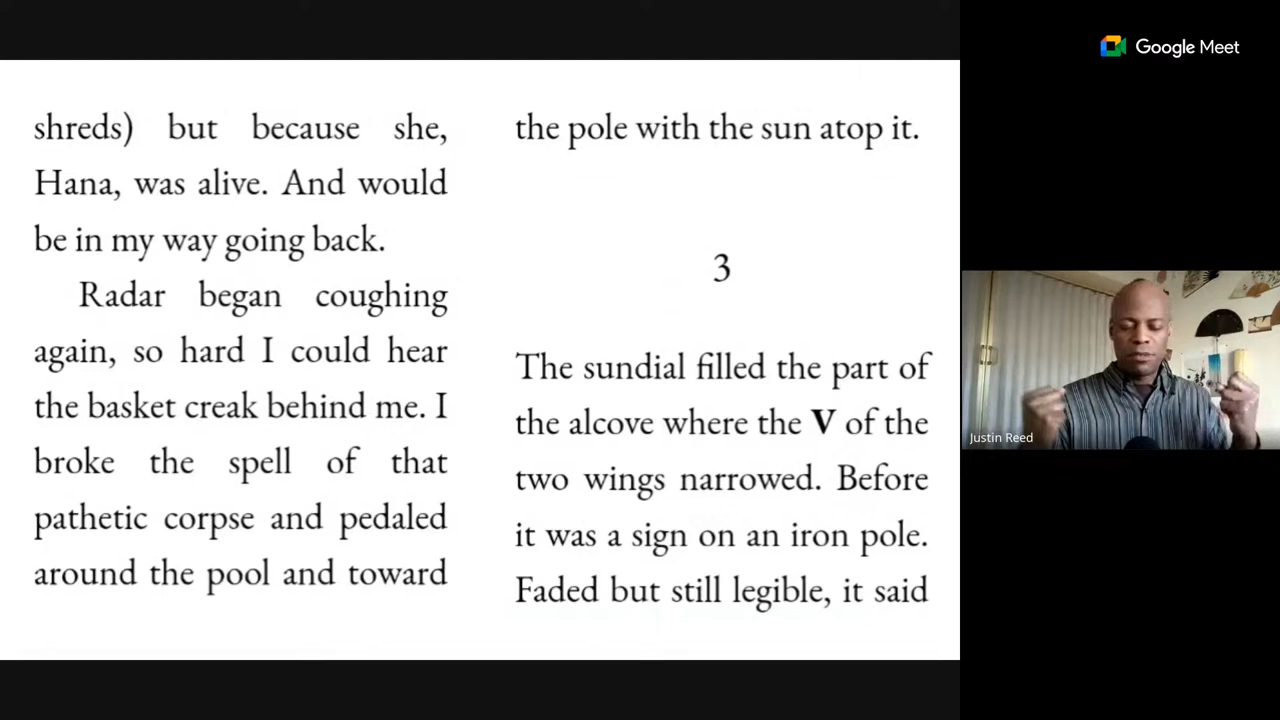 shreds) but because she,
Hana, was alive. And would
be in my way going back.
Radar began coughing
again, so hard I could hear
the basket creak behind me. I
broke the spell of that
pathetic corpse and pedaled
around the pool and toward
the pole with the sun atop it.
3
The sundial filled the part of
the alcove where the V of the
two wings narrowed. Before
it was a sign on an iron pole.
Faded but still legible, it said
Google Meet
Justin Reed